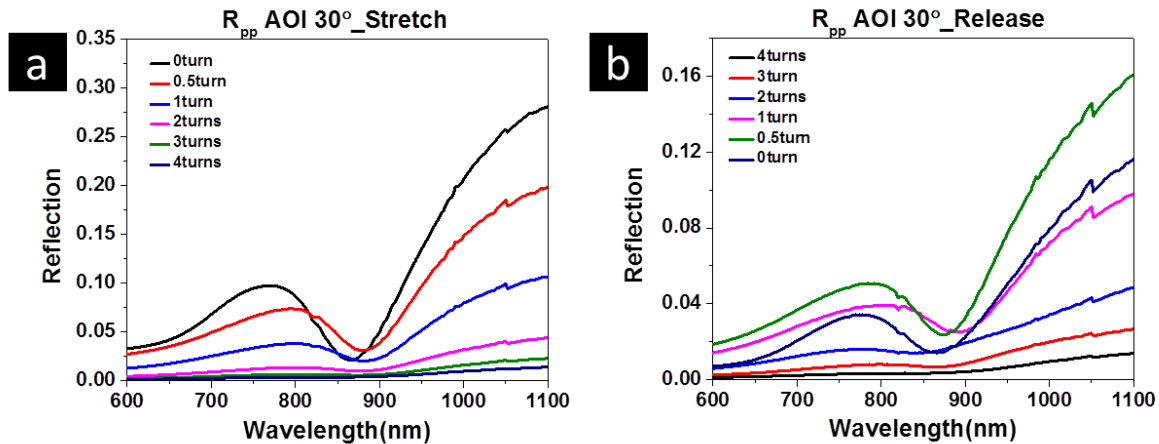 R_pp AOI 30°_Stretch
a
Reflection
0.35
0.30
0.25
0.20
0.15
0.10
0.05
0.00
0turn
0.5turn
1turn
2turns
3turns
4turns
600 700 800 900 1000 1100
Wavelength(nm)
R_pp AOI 30°_Release
b
Reflection
0.16
0.12
0.08
0.04
0.00
4turns
3turn
2turns
1turn
0.5turn
0turn
600 700 800 900 1000 1100
Wavelength(nm)